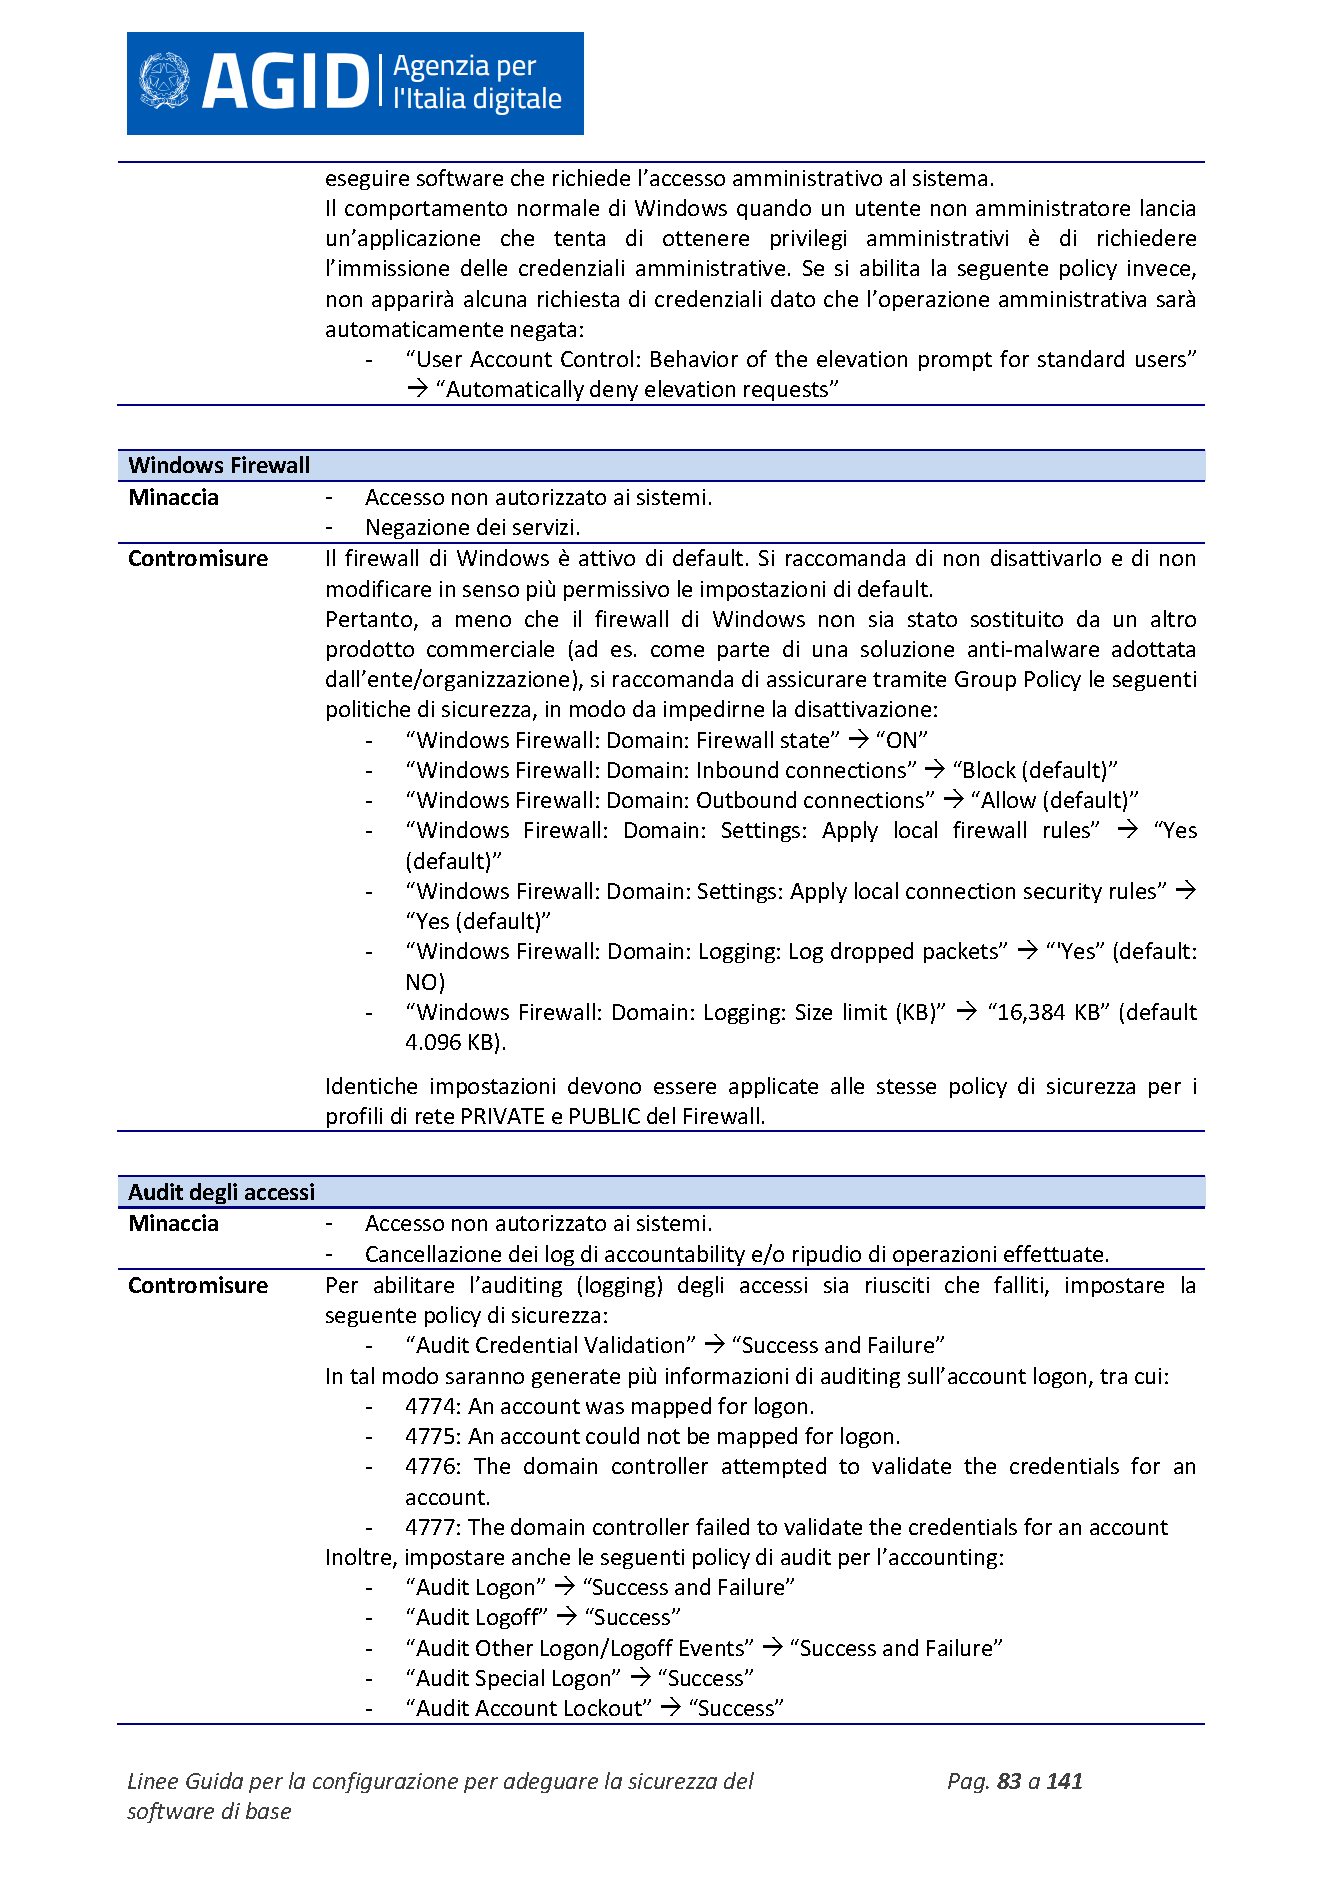 AGID
Agenzia per
l'Italia digitale
eseguire software che richiede l’accesso amministrativo al sistema.
Il comportamento normale di Windows quando un utente non amministratore lancia
un’applicazione che tenta di ottenere privilegi amministrativi è di richiedere
l’immissione delle credenziali amministrative. Se si abilita la seguente policy invece,
non apparirà alcuna richiesta di credenziali dato che l’operazione amministrativa sarà
automaticamente negata:
- “User Account Control: Behavior of the elevation prompt for standard users”
→ “Automatically deny elevation requests”
Windows Firewall
Minaccia - Accesso non autorizzato ai sistemi.
- Negazione dei servizi.
Contromisure Il firewall di Windows è attivo di default. Si raccomanda di non disattivarlo e di non
modificare in senso più permissivo le impostazioni di default.
Pertanto, a meno che il firewall di Windows non sia stato sostituito da un altro
prodotto commerciale (ad es. come parte di una soluzione anti-malware adottata
dall’ente/organizzazione), si raccomanda di assicurare tramite Group Policy le seguenti
politiche di sicurezza, in modo da impedirne la disattivazione:
- “Windows Firewall: Domain: Firewall state” → “ON”
- “Windows Firewall: Domain: Inbound connections” → “Block (default)”
- “Windows Firewall: Domain: Outbound connections” → “Allow (default)”
- “Windows Firewall: Domain: Settings: Apply local firewall rules” → “Yes
(default)”
- “Windows Firewall: Domain: Settings: Apply local connection security rules” →
“Yes (default)”
- “Windows Firewall: Domain: Logging: Log dropped packets” → “'Yes” (default:
NO)
- “Windows Firewall: Domain: Logging: Size limit (KB)” → “16,384 KB” (default
4.096 KB).
Identiche impostazioni devono essere applicate alle stesse policy di sicurezza per i
profili di rete PRIVATE e PUBLIC del Firewall.
Audit degli accessi
Minaccia - Accesso non autorizzato ai sistemi.
- Cancellazione dei log di accountability e/o ripudio di operazioni effettuate.
Contromisure Per abilitare l’auditing (logging) degli accessi sia riusciti che falliti, impostare la
seguente policy di sicurezza:
- “Audit Credential Validation” → “Success and Failure”
In tal modo saranno generate più informazioni di auditing sull’account logon, tra cui:
- 4774: An account was mapped for logon.
- 4775: An account could not be mapped for logon.
- 4776: The domain controller attempted to validate the credentials for an
account.
- 4777: The domain controller failed to validate the credentials for an account
Inoltre, impostare anche le seguenti policy di audit per l’accounting:
- “Audit Logon” → “Success and Failure”
- “Audit Logoff” → “Success”
- “Audit Other Logon/Logoff Events” → “Success and Failure”
- “Audit Special Logon” → “Success”
- “Audit Account Lockout” → “Success”
Linee Guida per la configurazione per adeguare la sicurezza del Pag. 83 a 141
software di base